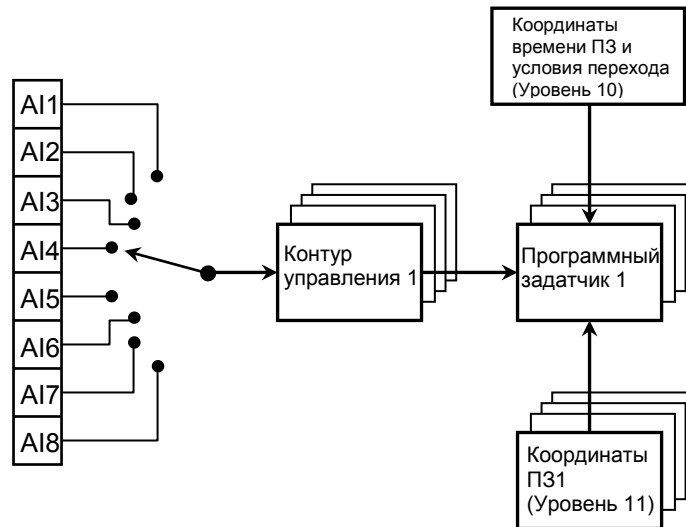 Координаты
времени ПЗ и
условия перехода
(Уровень 10)
AI1
AI2
AI3
AI4
AI5
AI6
AI7
AI8
Контур
управления 1
Программный
задатчик 1
Координаты
ПЗ1
(Уровень 11)